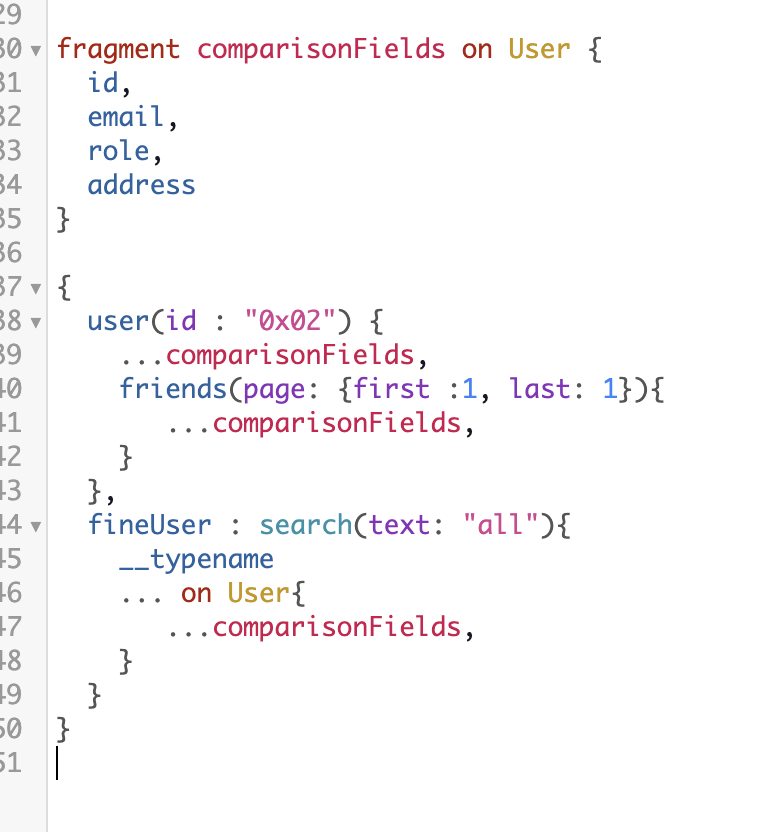 29
30 ▾ fragment comparisonFields on User {
31   id,
32   email,
33   role,
34   address
35 }
36
37 ▾ {
38 ▾   user(id : "0x02") {
39     ...comparisonFields,
40     friends(page: {first :1, last: 1}){
41        ...comparisonFields,
42     }
43   },
44 ▾   fineUser : search(text: "all"){
45     __typename
46     ... on User{
47        ...comparisonFields,
48     }
49   }
50 }
51